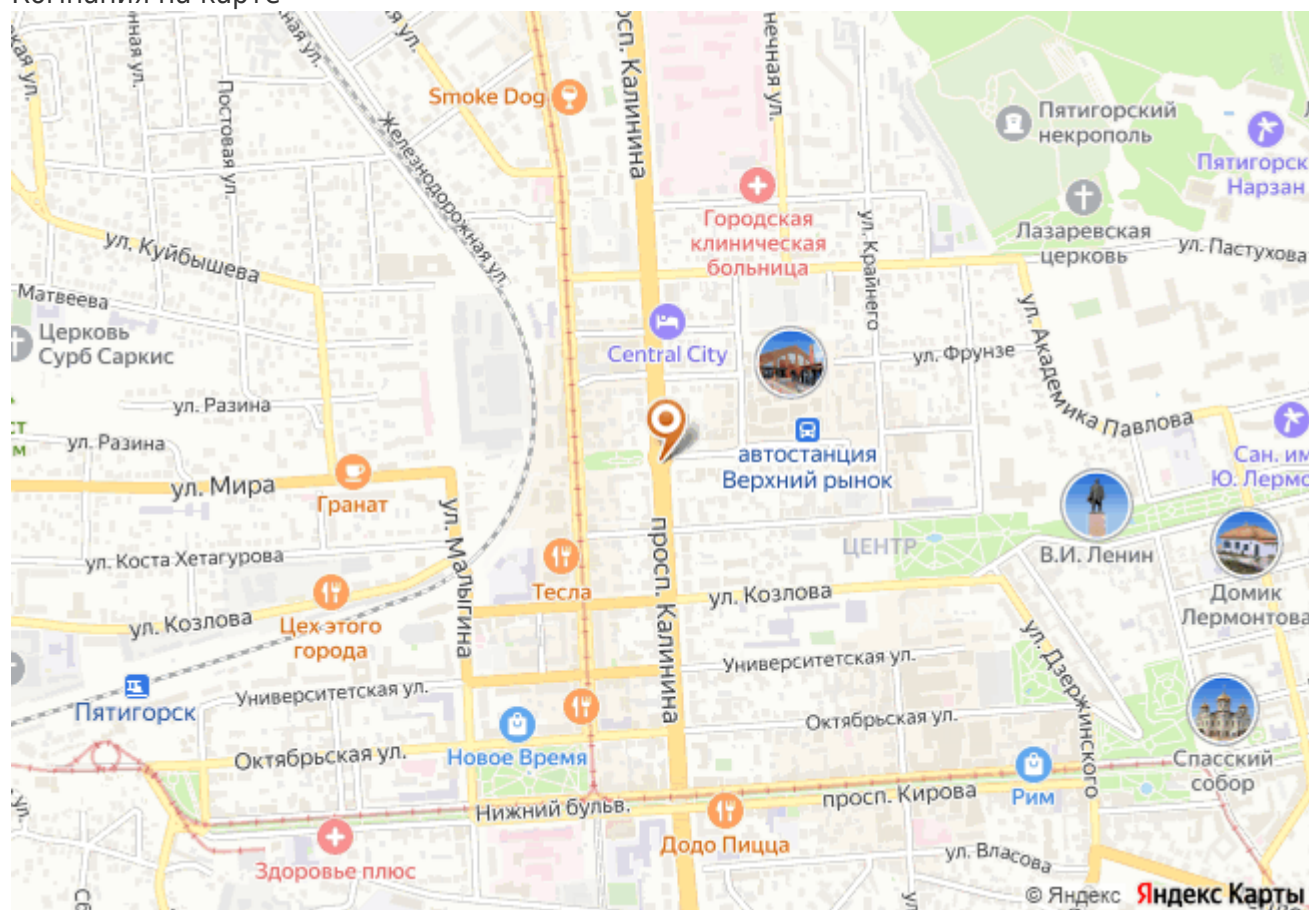 Компания на карте
Smoke Dog
просп. Калинина
Постовая ул.
Железнодорожная ул.
Пятигорский
некрополь
Пятигорск
Нарзан
Городская
клиническая
больница
Лазаревская
церковь
ул. Пастухова
ул. Крайнего
ул. Куйбышева
Матвеева
Церковь
Сурб Саркис
Central City
ул. Фрунзе
ул. Академика Павлова
ул. Разина
ул. Разина
автостанция
Верхний рынок
Сан. им
Ю. Лермо
ул. Мира
Гранат
ул. Малыгина
просп. Калинина
ЦЕНТР
В.И. Ленин
ул. Коста Хетагурова
Тесла
ул. Козлова
Домик
Лермонтова
ул. Козлова
Цех этого
города
ул. Дзержинского
Университетская ул.
Университетская ул.
Пятигорск
Октябрьская ул.
Октябрьская ул.
Новое Время
Спасский
собор
Рим
просп. Кирова
Нижний бульв.
Додо Пицца
Здоровье плюс
ул. Власова
© Яндекс Яндекс Карты